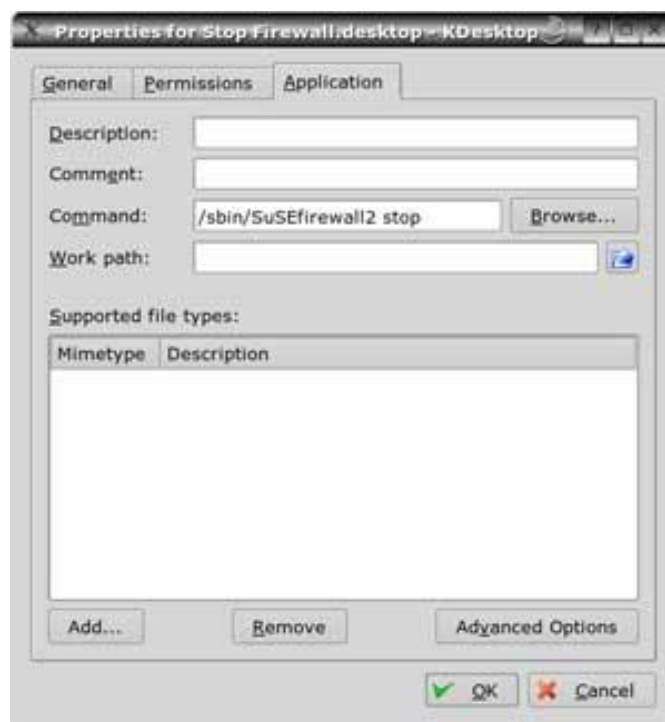 Properties for Stop Firewall.desktop - KDesktop
General Permissions Application
Description:
Comment:
Command: /sbin/SuSEfirewall2 stop Browse...
Work path:
Supported file types:
Mimetype Description
Add... Remove Advanced Options
OK Cancel